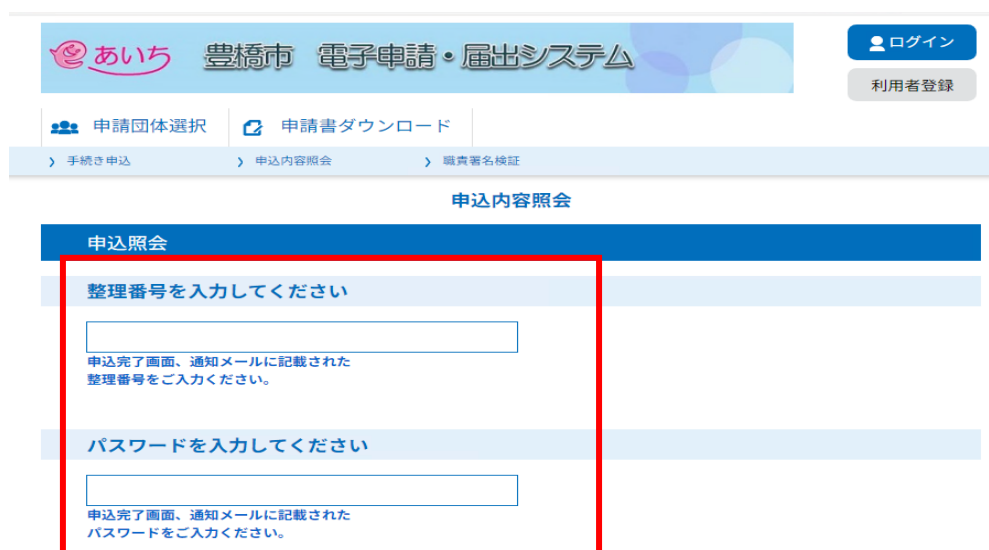 あいち 豊橋市 電子申請・届出システム
ログイン
利用者登録
申請団体選択 申請書ダウンロード
手続き申込 申込内容照会 職責署名検証
申込内容照会
申込照会
整理番号を入力してください
申込完了画面、通知メールに記載された
整理番号をご入力ください。
パスワードを入力してください
申込完了画面、通知メールに記載された
パスワードをご入力ください。